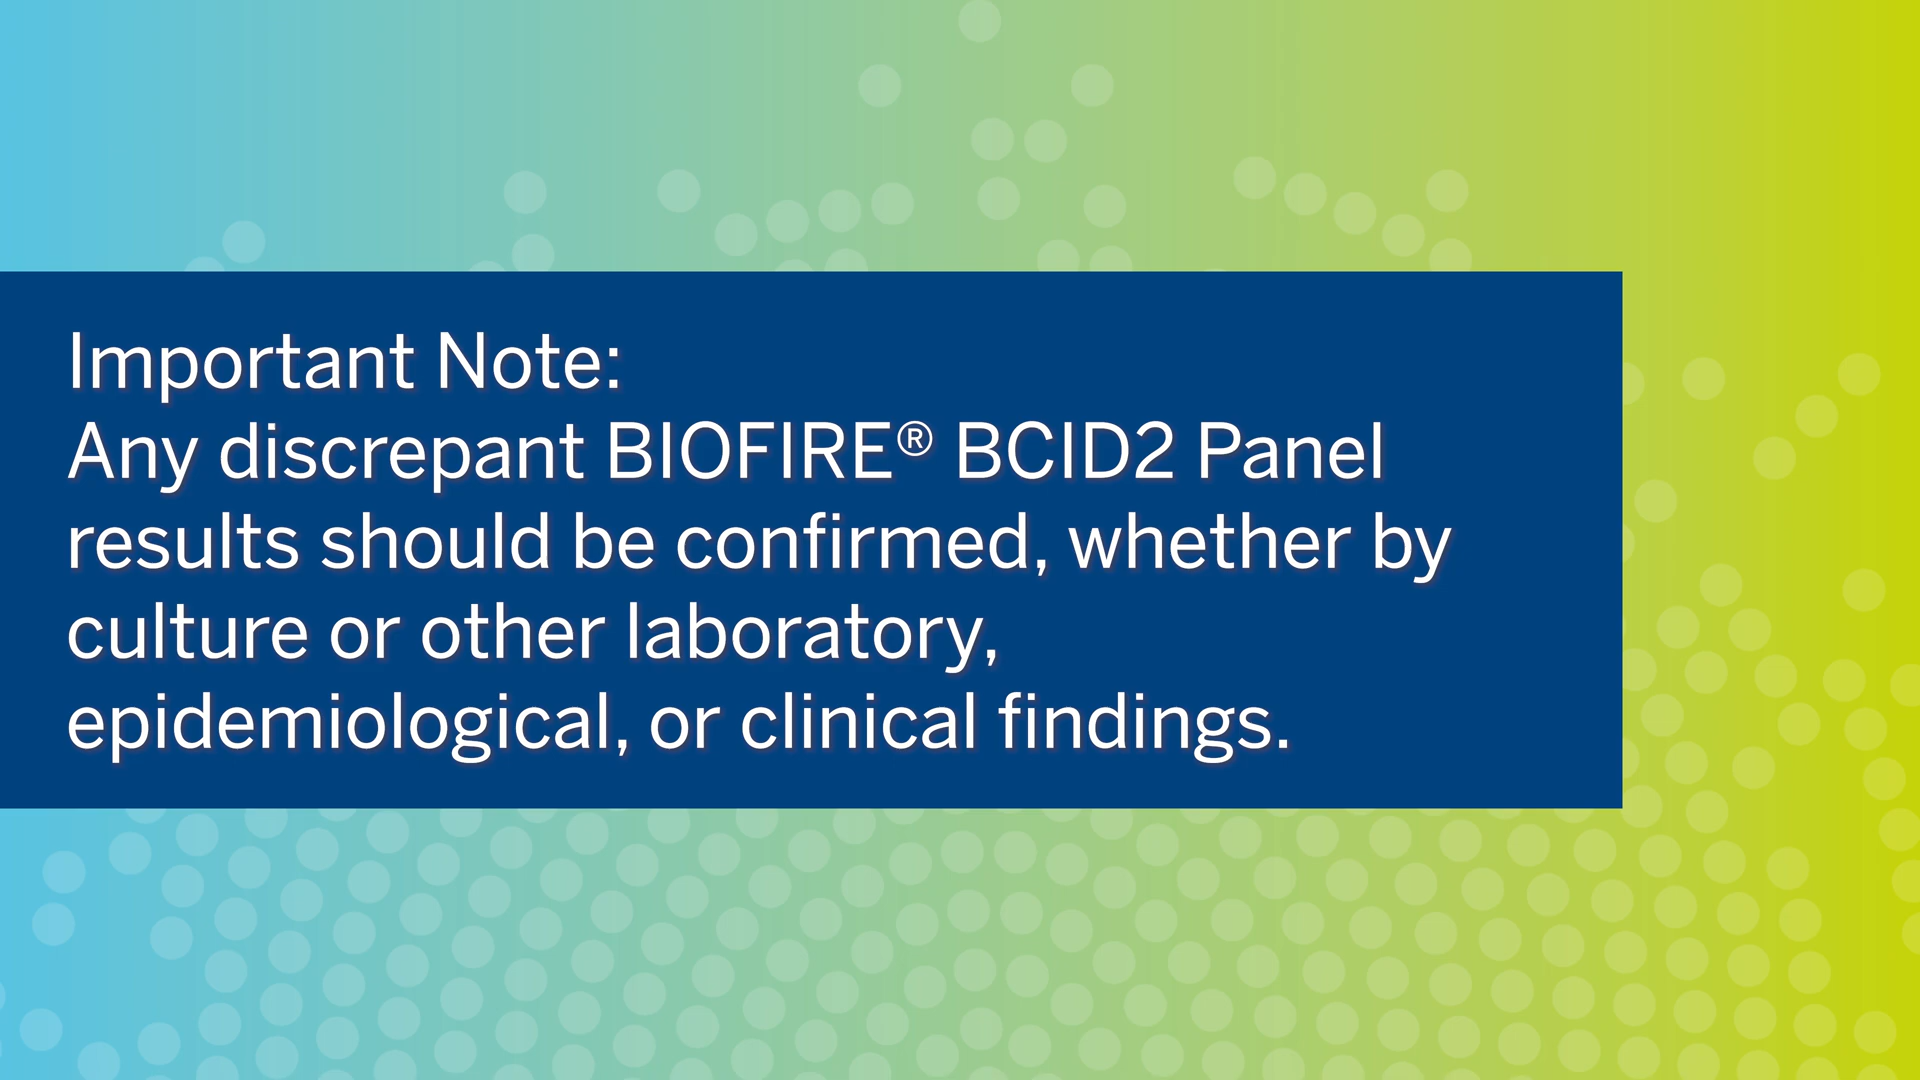 Important Note:
Any discrepant BIOFIRE® BCID2 Panel
results should be confirmed, whether by
culture or other laboratory,
epidemiological, or clinical findings.